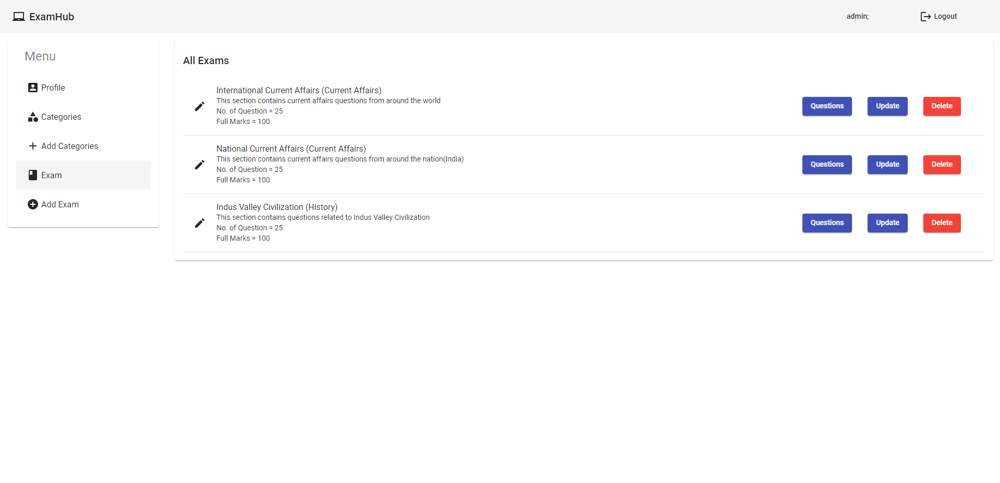 ExamHub
admin;
Logout
Menu
Profile
Categories
Add Categories
Exam
Add Exam
All Exams
International Current Affairs (Current Affairs)
This section contains current affairs questions from around the world
No. of Question = 25
Full Marks = 100
Questions
Update
Delete
National Current Affairs (Current Affairs)
This section contains current affairs questions from around the nation(India)
No. of Question = 25
Full Marks = 100
Questions
Update
Delete
Indus Valley Civilization (History)
This section contains questions related to Indus Valley Civilization
No. of Question = 25
Full Marks = 100
Questions
Update
Delete